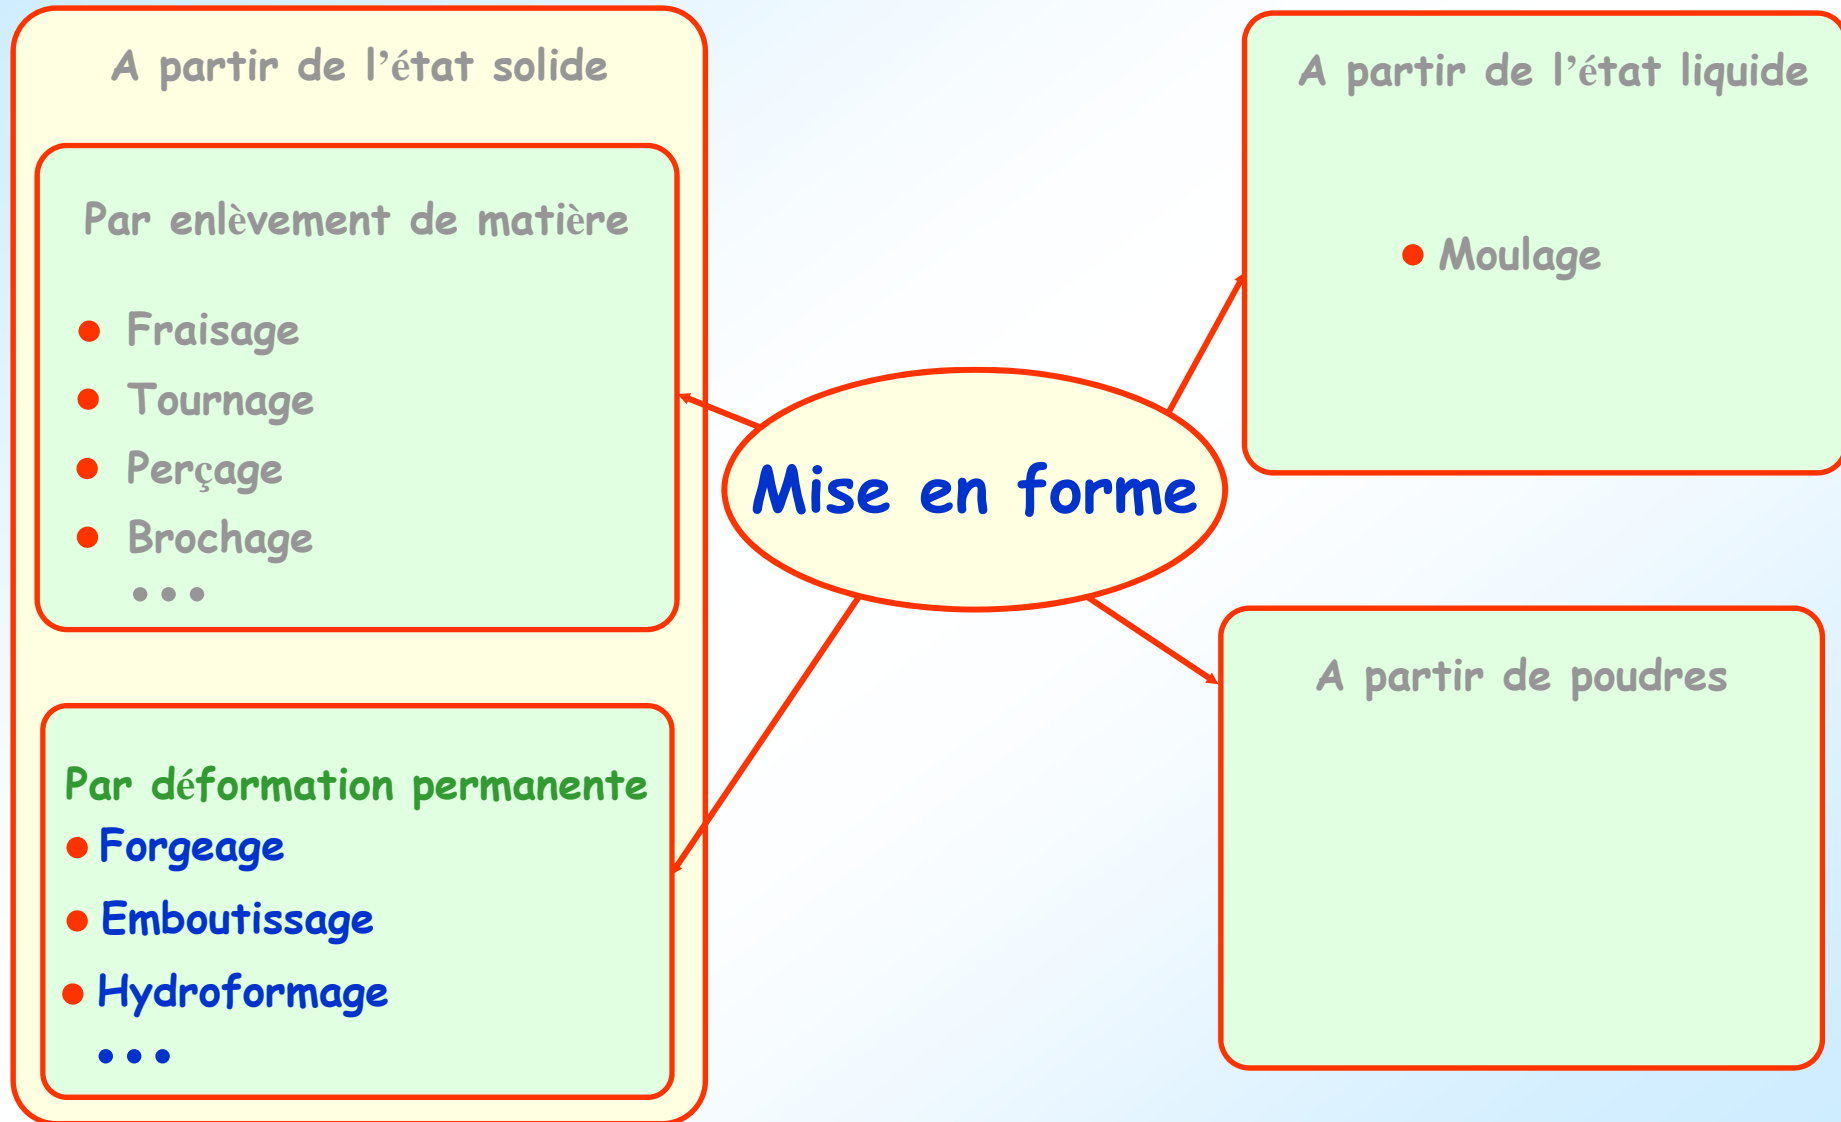 A partir de l’état solide
Par enlèvement de matière
• Fraisage
• Tournage
• Perçage
• Brochage
•••
Par déformation permanente
• Forgeage
• Emboutissage
• Hydroformage
•••
Mise en forme
A partir de l’état liquide
• Moulage
A partir de poudres